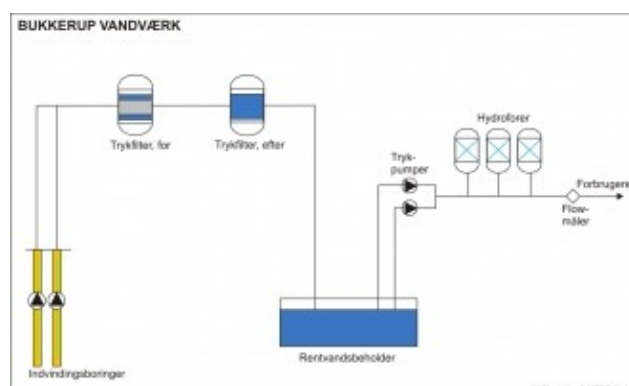 BUKKERUP VANDVÆRK
Hydroforer
Trykfilter, for
Trykfilter, efter
Tryk-
pumper
Forbrugere
Flow-
måler
Rentvandsbeholder
Indvindingsboringer